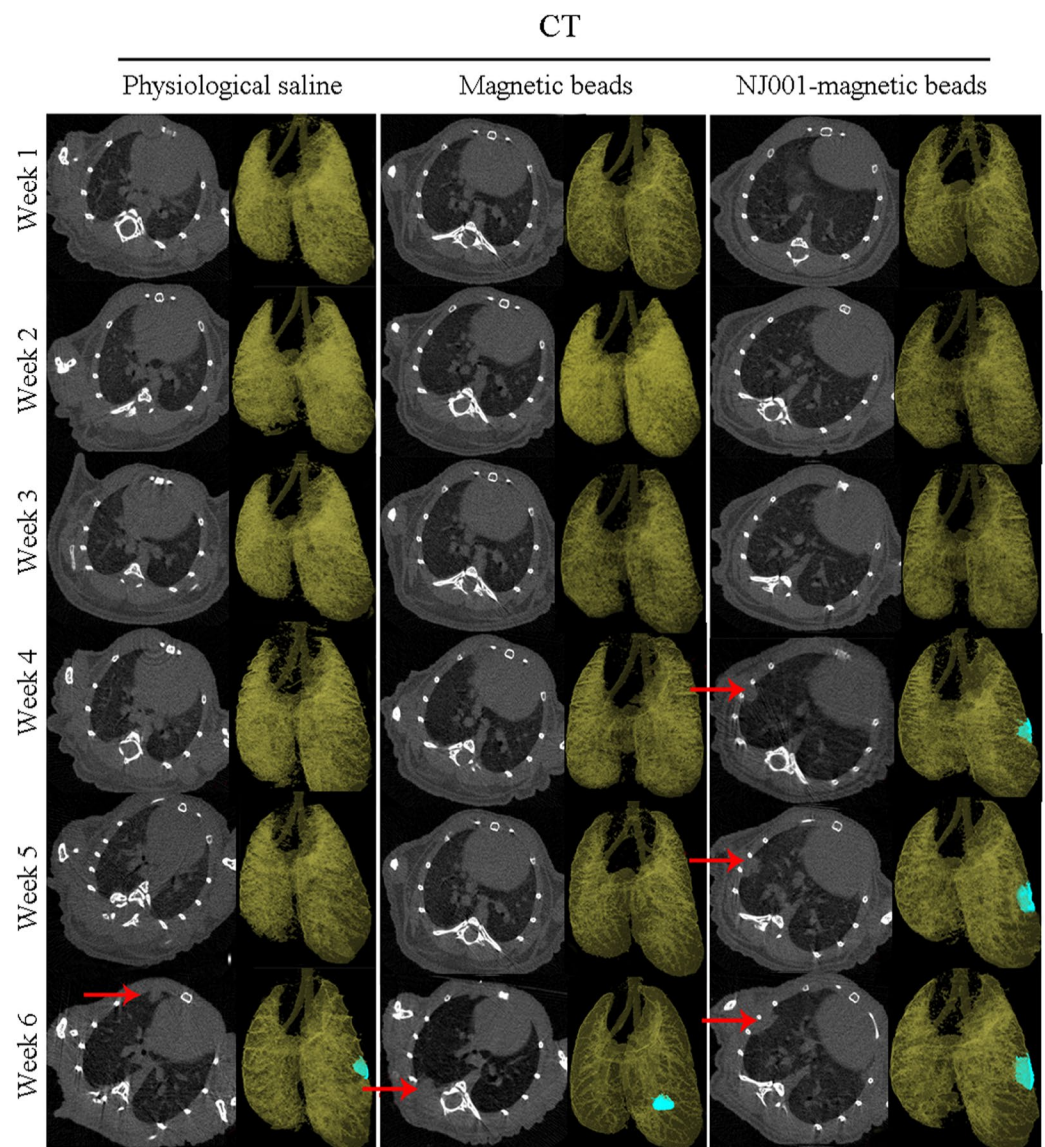 CT
Physiological saline
Magnetic beads
NJ001-magnetic beads
Week 1
Week 2
Week 3
Week 4
Week 5
Week 6